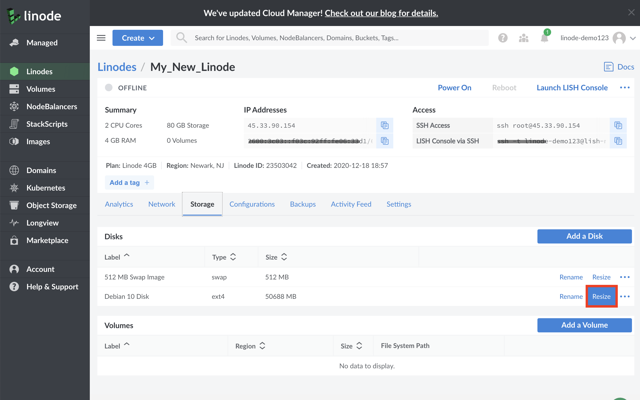 We've updated Cloud Manager! Check out our blog for details.
linode
Create
Search for Linodes, Volumes, NodeBalancers, Domains, Buckets, Tags...
1
linode-demo123
Managed
Linodes
Volumes
NodeBalancers
StackScripts
Images
Domains
Kubernetes
Object Storage
Longview
Marketplace
Account
Help & Support
Linodes / My_New_Linode
Docs
OFFLINE
Power On
Reboot
Launch LISH Console
Summary
IP Addresses
Access
2 CPU Cores
80 GB Storage
45.33.90.154
SSH Access
ssh root@45.33.90.154
4 GB RAM
0 Volumes
LISH Console via SSH
Plan: Linode 4GB
Region: Newark, NJ
Linode ID: 23503042
Created: 2020-12-18 18:57
Add a tag +
Analytics
Network
Storage
Configurations
Backups
Activity Feed
Settings
Disks
Add a Disk
Label
Type
Size
512 MB Swap Image
swap
512 MB
Rename
Resize
Debian 10 Disk
ext4
50688 MB
Rename
Resize
Volumes
Add a Volume
Label
Region
Size
File System Path
No data to display.